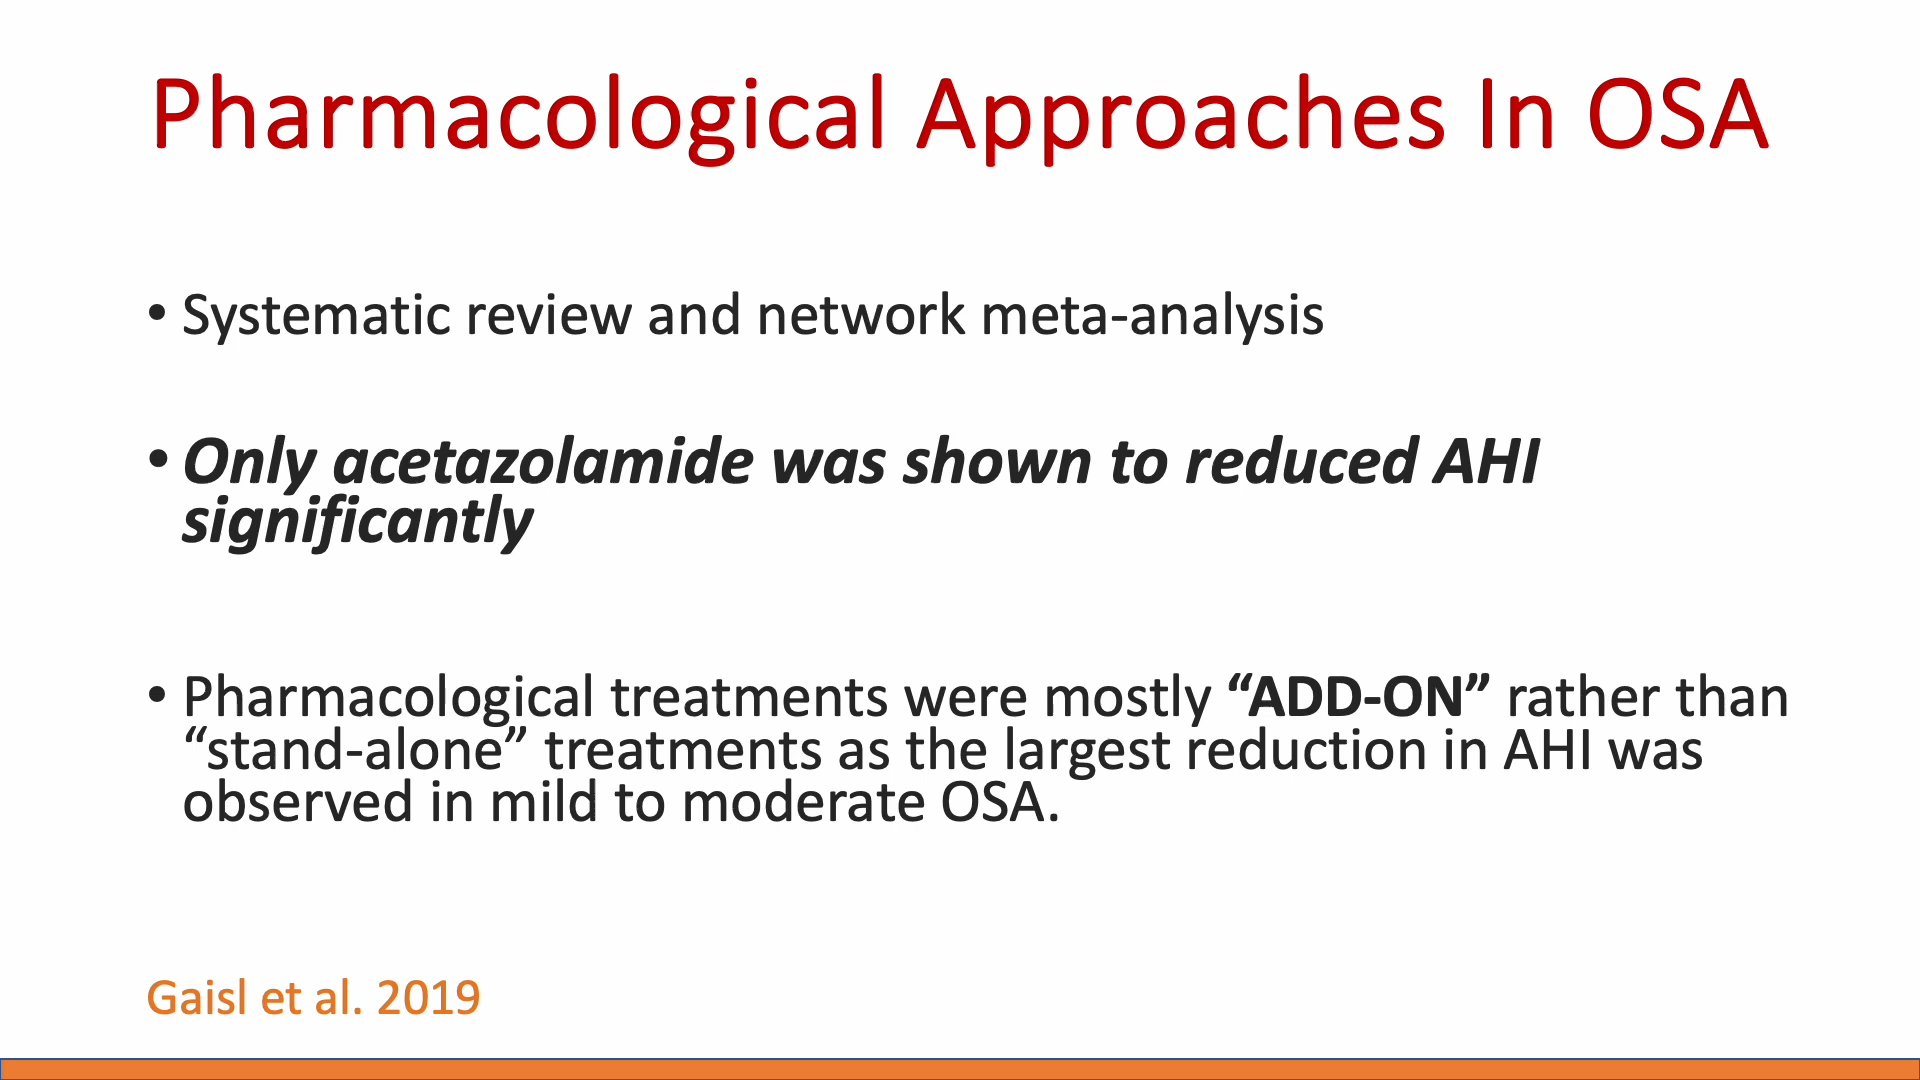 Pharmacological Approaches In OSA
• Systematic review and network meta-analysis
• Only acetazolamide was shown to reduced AHI
significantly
• Pharmacological treatments were mostly “ADD-ON” rather than
“stand-alone” treatments as the largest reduction in AHI was
observed in mild to moderate OSA.
Gaisl et al. 2019